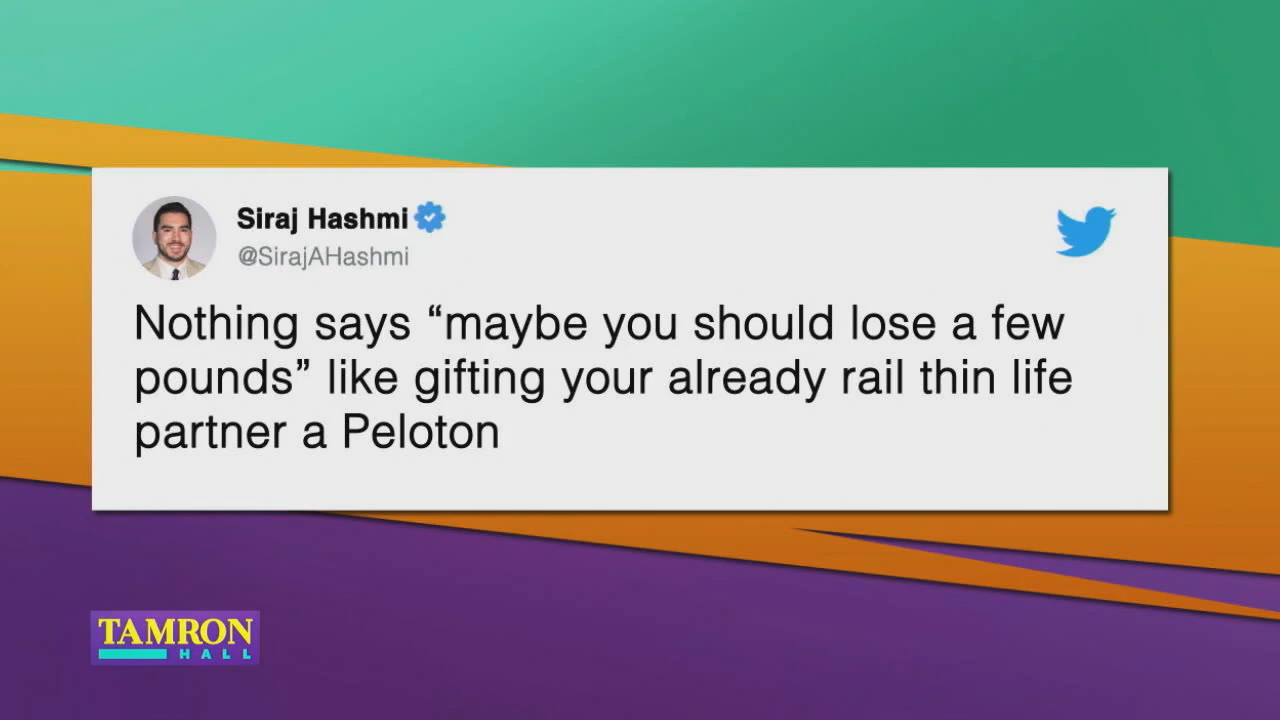 Siraj Hashmi
@SirajAHashmi
Nothing says “maybe you should lose a few
pounds” like gifting your already rail thin life
partner a Peloton
TAMRON
HALL